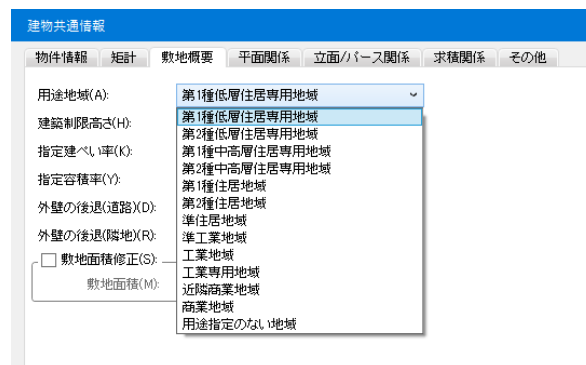 建物共通情報
物件情報 矩計 敷地概要 平面関係 立面/パース関係 求積関係 その他
用途地域(A): 第1種低層住居専用地域
建築制限高さ(H):
指定建ぺい率(K):
指定容積率(Y):
外壁の後退(道路)(D):
外壁の後退(隣地)(R):
敷地面積修正(S):
敷地面積(M):
第1種低層住居専用地域
第2種低層住居専用地域
第1種中高層住居専用地域
第2種中高層住居専用地域
第1種住居地域
第2種住居地域
準住居地域
準工業地域
工業地域
工業専用地域
近隣商業地域
商業地域
用途指定のない地域